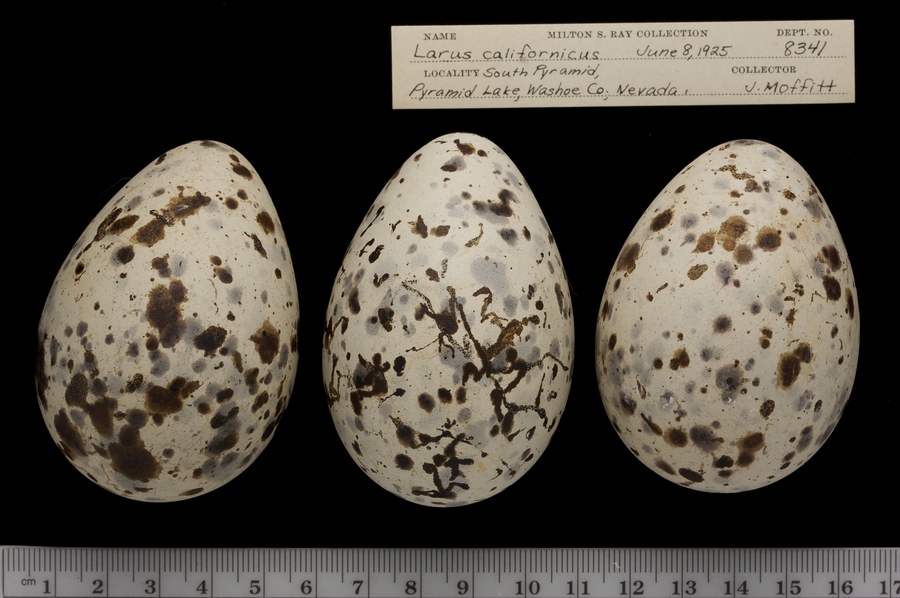 NAME MILTON S. RAY COLLECTION DEPT. NO.
Larus californicus June 8, 1925 8341
LOCALITY South Pyramid, COLLECTOR
Pyramid Lake, Washoe Co., Nevada. J. Moffitt
cm 1 2 3 4 5 6 7 8 9 10 11 12 13 14 15 16 17